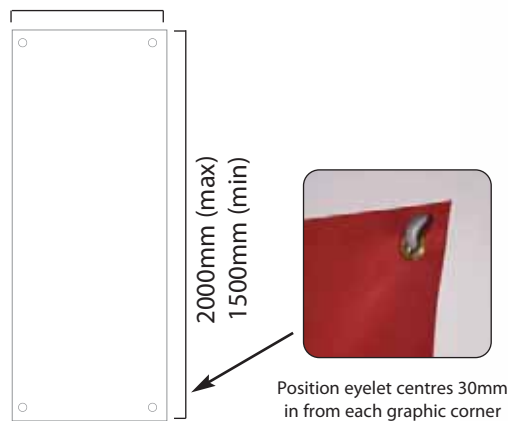 2000mm (max)
1500mm (min)
Position eyelet centres 30mm
in from each graphic corner